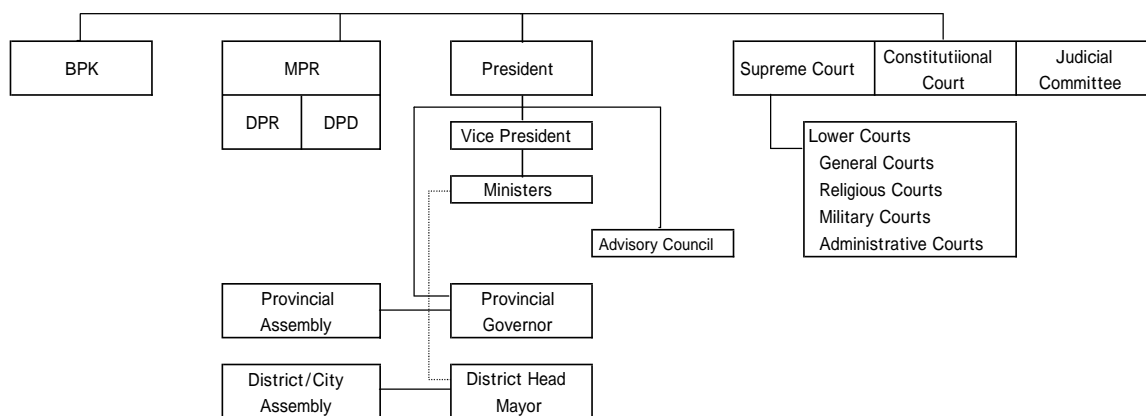 BPK
MPR
DPR
DPD
President
Vice President
Ministers
Advisory Council
Supreme Court
Constitutiional
Court
Judicial
Committee
Lower Courts
General Courts
Religious Courts
Military Courts
Administrative Courts
Provincial
Assembly
Provincial
Governor
District/City
Assembly
District Head
Mayor